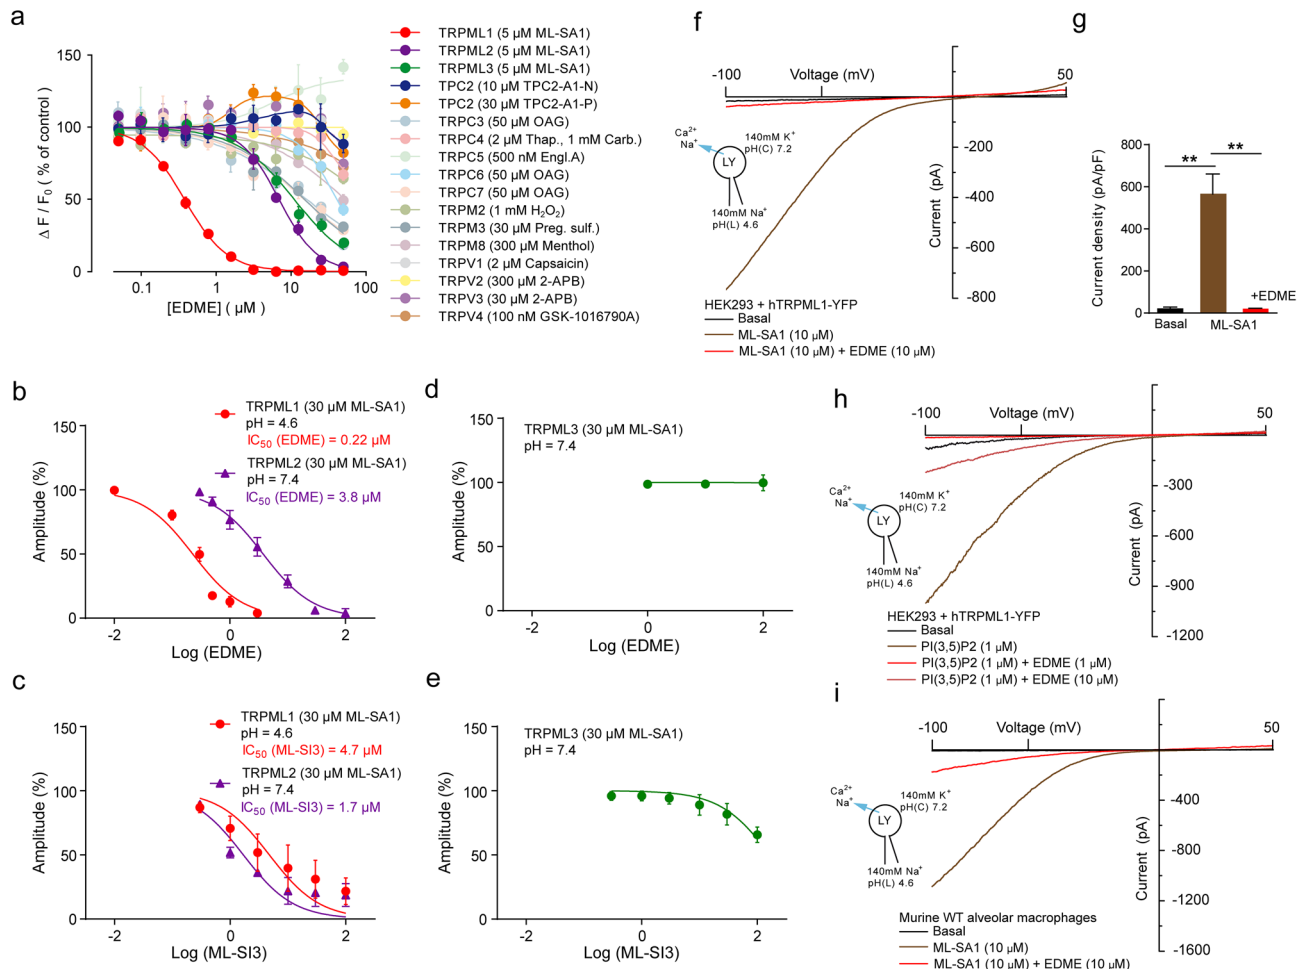 a
150
100
50
0
Δ F / F0 ( % of control)
0.1
1
10
100
[EDME] ( µM )
TRPML1 (5 µM ML-SA1)
TRPML2 (5 µM ML-SA1)
TRPML3 (5 µM ML-SA1)
TPC2 (10 µM TPC2-A1-N)
TPC2 (30 µM TPC2-A1-P)
TRPC3 (50 µM OAG)
TRPC4 (2 µM Thap., 1 mM Carb.)
TRPC5 (500 nM Engl.A)
TRPC6 (50 µM OAG)
TRPC7 (50 µM OAG)
TRPM2 (1 mM H2O2)
TRPM3 (30 µM Preg. sulf.)
TRPM8 (300 µM Menthol)
TRPV1 (2 µM Capsaicin)
TRPV2 (300 µM 2-APB)
TRPV3 (30 µM 2-APB)
TRPV4 (100 nM GSK-1016790A)
b
TRPML1 (30 µM ML-SA1)
pH = 4.6
IC50 (EDME) = 0.22 µM
TRPML2 (30 µM ML-SA1)
pH = 7.4
IC50 (EDME) = 3.8 µM
150
100
50
0
Amplitude (%)
-2
0
2
Log (EDME)
c
TRPML1 (30 µM ML-SA1)
pH = 4.6
IC50 (ML-SI3) = 4.7 µM
TRPML2 (30 µM ML-SA1)
pH = 7.4
IC50 (ML-SI3) = 1.7 µM
150
100
50
0
Amplitude (%)
-2
0
2
Log (ML-SI3)
d
TRPML3 (30 µM ML-SA1)
pH = 7.4
150
100
50
0
Amplitude (%)
-2
0
2
Log (EDME)
e
TRPML3 (30 µM ML-SA1)
pH = 7.4
150
100
50
0
Amplitude (%)
-2
0
2
Log (ML-SI3)
f
-100
Voltage (mV)
50
Ca2+
Na+
140mM K+
pH(C) 7.2
LY
140mM Na+
pH(L) 4.6
-200
-400
-600
-800
Current (pA)
HEK293 + hTRPML1-YFP
Basal
ML-SA1 (10 µM)
ML-SA1 (10 µM) + EDME (10 µM)
g
800
600
400
200
0
Current density (pA/pF)
**
**
+EDME
Basal
ML-SA1
h
-100
Voltage (mV)
50
Ca2+
Na+
140mM K+
pH(C) 7.2
LY
140mM Na+
pH(L) 4.6
-300
-600
-900
-1200
Current (pA)
HEK293 + hTRPML1-YFP
Basal
PI(3,5)P2 (1 µM)
PI(3,5)P2 (1 µM) + EDME (1 µM)
PI(3,5)P2 (1 µM) + EDME (10 µM)
i
-100
Voltage (mV)
50
Ca2+
Na+
140mM K+
pH(C) 7.2
LY
140mM Na+
pH(L) 4.6
-400
-800
-1200
-1600
Current (pA)
Murine WT alveolar macrophages
Basal
ML-SA1 (10 µM)
ML-SA1 (10 µM) + EDME (10 µM)